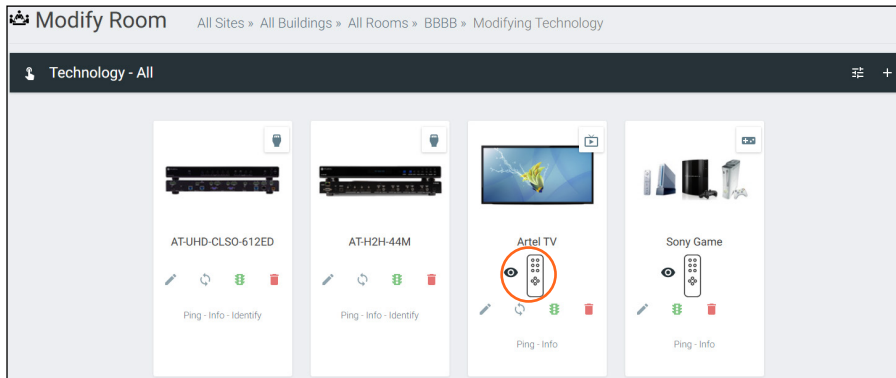 Modify Room All Sites » All Buildings » All Rooms » BBBB » Modifying Technology
Technology - All
AT-UHD-CLSO-612ED AT-H2H-44M Artel TV Sony Game
Ping - Info - Identify Ping - Info - Identify
Ping - Info Ping - Info